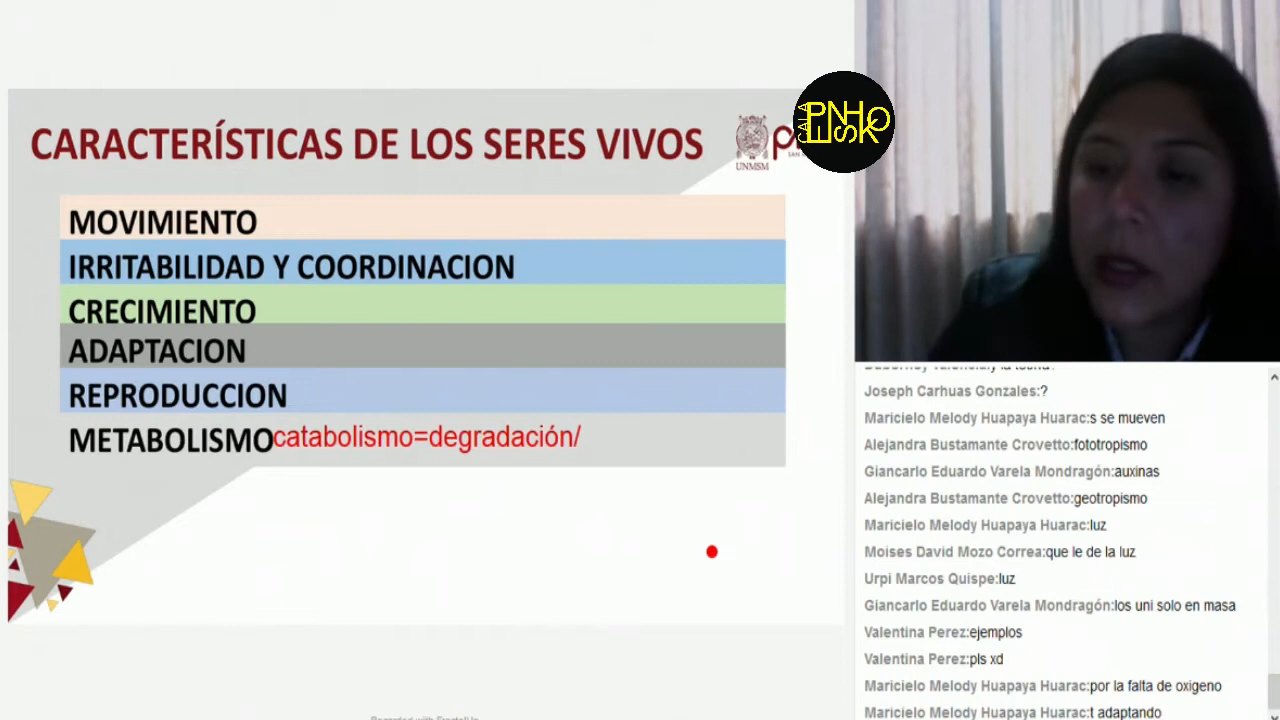 CARACTERÍSTICAS DE LOS SERES VIVOS
UNMSM
MOVIMIENTO
IRRITABILIDAD Y COORDINACION
CRECIMIENTO
ADAPTACION
REPRODUCCION
METABOLISMO catabolismo=degradación/
Joseph Carhuas Gonzales:?
Maricielo Melody Huapaya Huarac:s se mueven
Alejandra Bustamante Crovetto:fototropismo
Giancarlo Eduardo Varela Mondragón:auxinas
Alejandra Bustamante Crovetto:geotropismo
Maricielo Melody Huapaya Huarac:luz
Moises David Mozo Correa:que le de la luz
Urpi Marcos Quispe:luz
Giancarlo Eduardo Varela Mondragón:los uni solo en masa
Valentina Perez:ejemplos
Valentina Perez:pls xd
Maricielo Melody Huapaya Huarac:por la falta de oxigeno
Maricielo Melody Huapaya Huarac:t adaptando